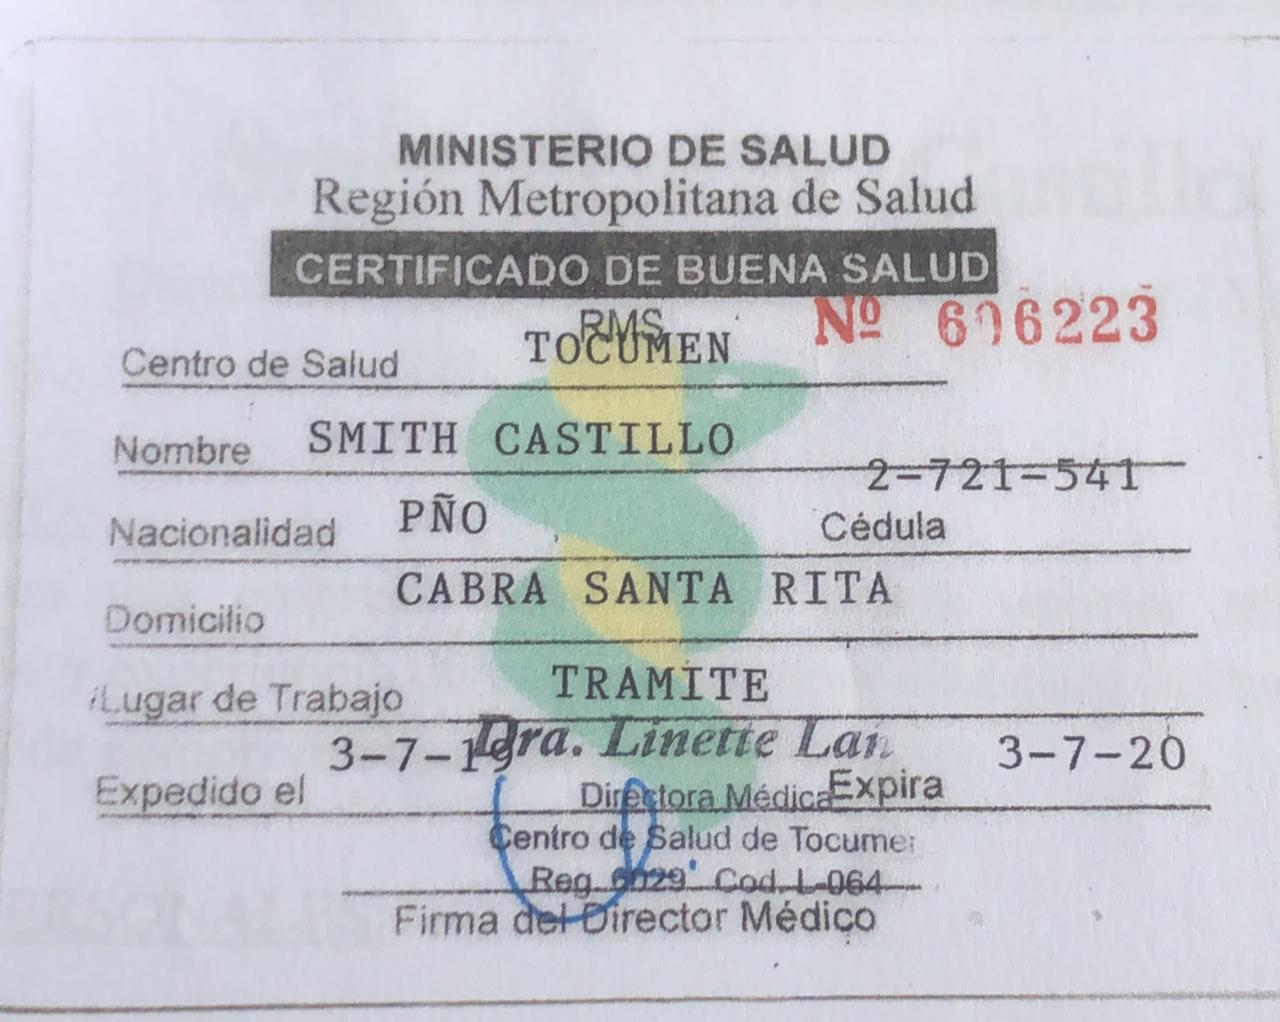 MINISTERIO DE SALUD
Región Metropolitana de Salud
CERTIFICADO DE BUENA SALUD
RMS
Nº 606223
Centro de Salud TOCUMEN
Nombre SMITH CASTILLO
2-721-541
Nacionalidad PÑO Cédula
Domicilio CABRA SANTA RITA
Lugar de Trabajo TRAMITE
Expedido el 3-7-19 Expira 3-7-20
Dra. Linette
Directora Médica
Centro de Salud de Tocumen
Reg. 6029 Cod. L-064
Firma del Director Médico